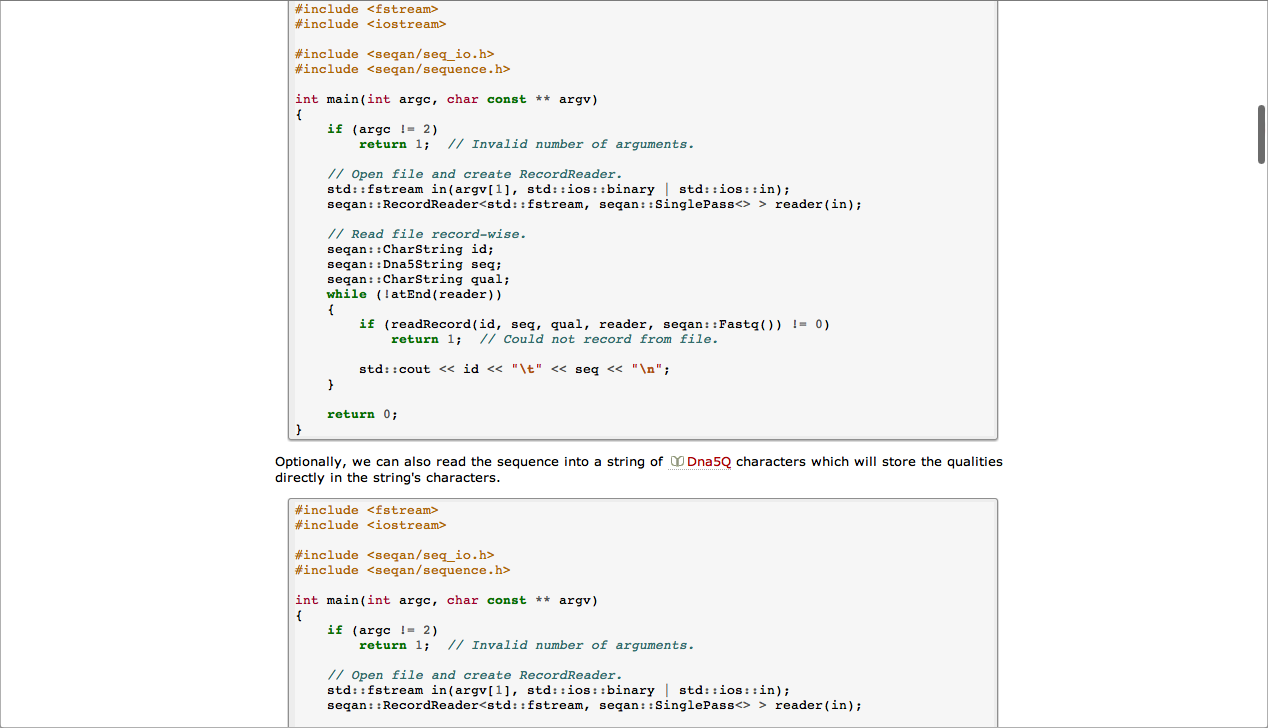 #include <fstream>
#include <iostream>

#include <seqan/seq_io.h>
#include <seqan/sequence.h>

int main(int argc, char const ** argv)
{
    if (argc != 2)
        return 1;  // Invalid number of arguments.

    // Open file and create RecordReader.
    std::fstream in(argv[1], std::ios::binary | std::ios::in);
    seqan::RecordReader<std::fstream, seqan::SinglePass<> > reader(in);

    // Read file record-wise.
    seqan::CharString id;
    seqan::Dna5String seq;
    seqan::CharString qual;
    while (!atEnd(reader))
    {
        if (readRecord(id, seq, qual, reader, seqan::Fastq()) != 0)
            return 1;  // Could not record from file.

        std::cout << id << "\t" << seq << "\n";
    }

    return 0;
}
Optionally, we can also read the sequence into a string of Dna5Q characters which will store the qualities
directly in the string's characters.
#include <fstream>
#include <iostream>

#include <seqan/seq_io.h>
#include <seqan/sequence.h>

int main(int argc, char const ** argv)
{
    if (argc != 2)
        return 1;  // Invalid number of arguments.

    // Open file and create RecordReader.
    std::fstream in(argv[1], std::ios::binary | std::ios::in);
    seqan::RecordReader<std::fstream, seqan::SinglePass<> > reader(in);